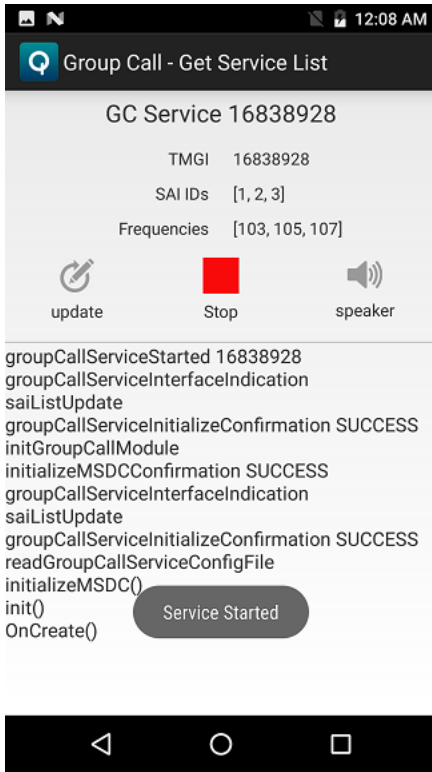 12:08 AM
Group Call - Get Service List
GC Service 16838928
TMGI 16838928
SAI IDs [1, 2, 3]
Frequencies [103, 105, 107]
update Stop speaker
groupCallServiceStarted 16838928
groupCallServiceInterfaceIndication
saiListUpdate
groupCallServiceInitializeConfirmation SUCCESS
initGroupCallModule
initializeMSDCConfirmation SUCCESS
groupCallServiceInterfaceIndication
saiListUpdate
groupCallServiceInitializeConfirmation SUCCESS
readGroupCallServiceConfigFile
initializeMSDC()
init()
Service Started
OnCreate()